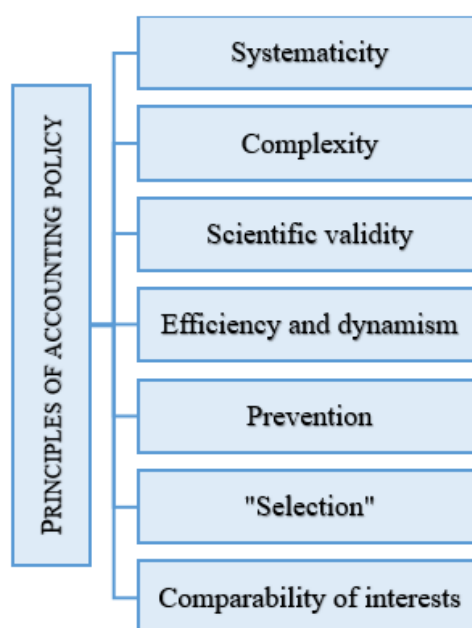 PRINCIPLES OF ACCOUNTING POLICY
Systematicity
Complexity
Scientific validity
Efficiency and dynamism
Prevention
"Selection"
Comparability of interests